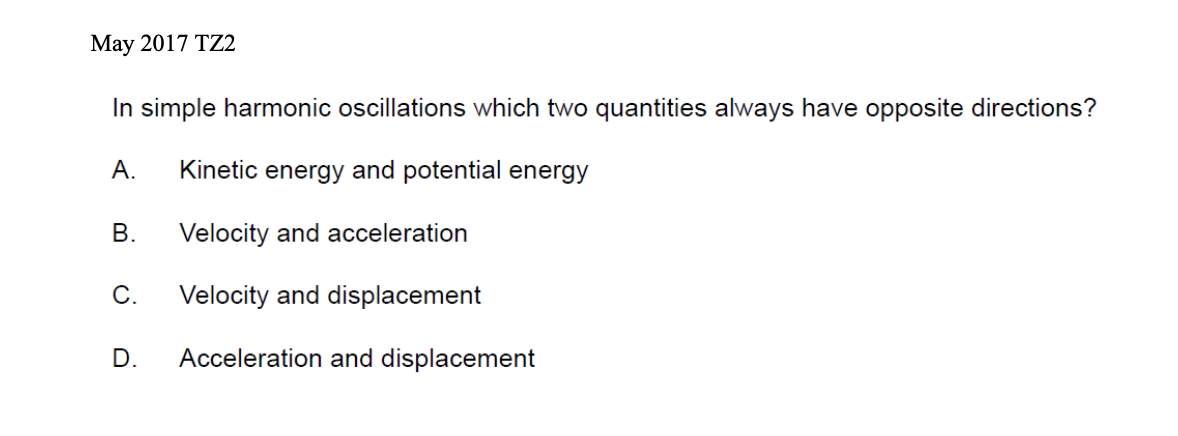 May 2017 TZ2
In simple harmonic oscillations which two quantities always have opposite directions?
A. Kinetic energy and potential energy
B. Velocity and acceleration
C. Velocity and displacement
D. Acceleration and displacement